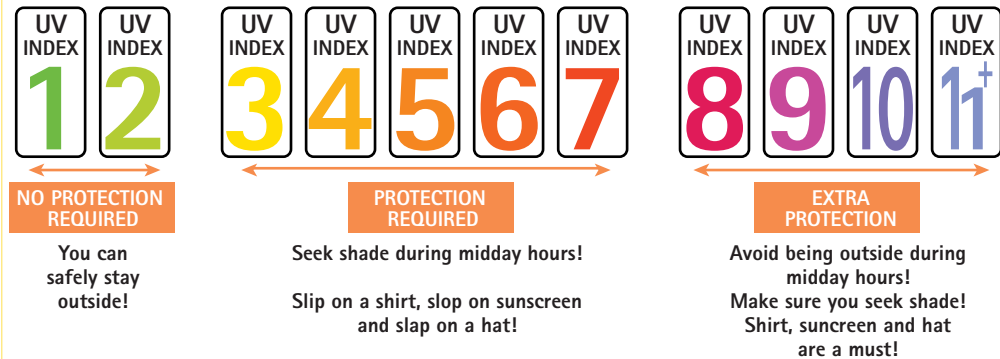 UV
INDEX
1
UV
INDEX
2
NO PROTECTION
REQUIRED
You can
safely stay
outside!
UV
INDEX
3
UV
INDEX
4
UV
INDEX
5
UV
INDEX
6
UV
INDEX
7
PROTECTION
REQUIRED
Seek shade during midday hours!
Slip on a shirt, slop on sunscreen
and slap on a hat!
UV
INDEX
8
UV
INDEX
9
UV
INDEX
10
UV
INDEX
11+
EXTRA
PROTECTION
Avoid being outside during
midday hours!
Make sure you seek shade!
Shirt, suncreen and hat
are a must!